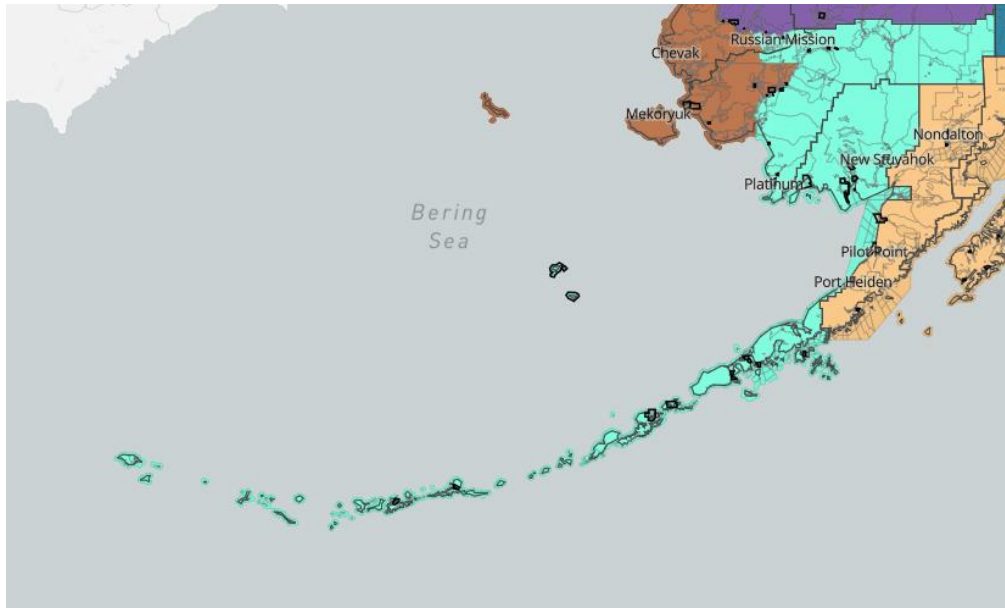 Russian Mission
Chevak
Mekoryuk
Nondalton
New Stuyahok
Platinum
Bering
Sea
Pilot Point
Port Heiden